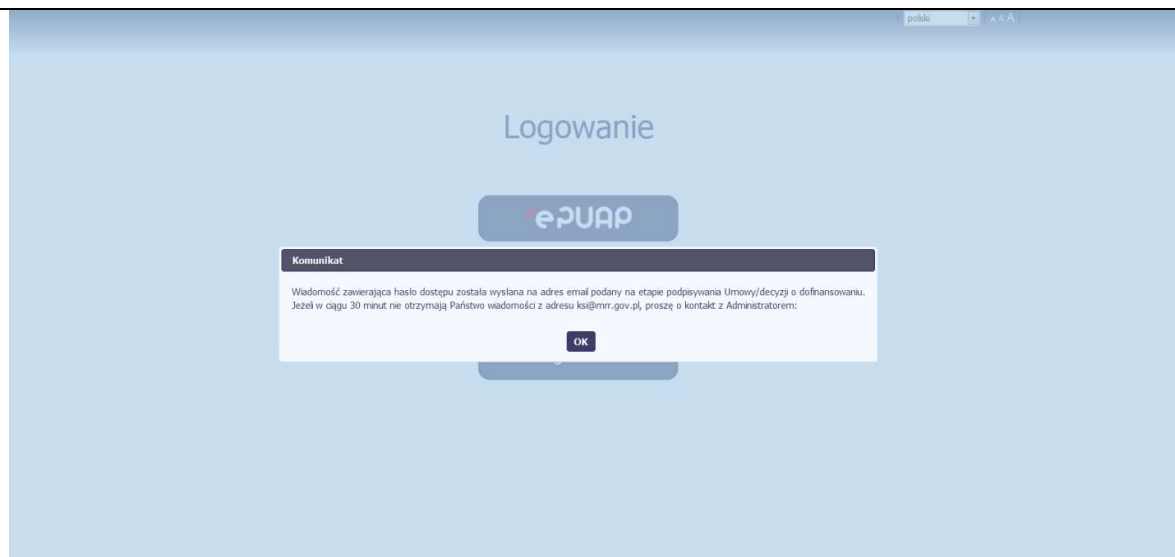 polski A A A
Logowanie
ePUAP
Komunikat
Wiadomość zawierająca hasło dostępu została wysłana na adres email podany na etapie podpisywania Umowy/decyzji o dofinansowaniu.
Jeżeli w ciągu 30 minut nie otrzymają Państwo wiadomości z adresu ksi@mrr.gov.pl, proszę o kontakt z Administratorem:
OK